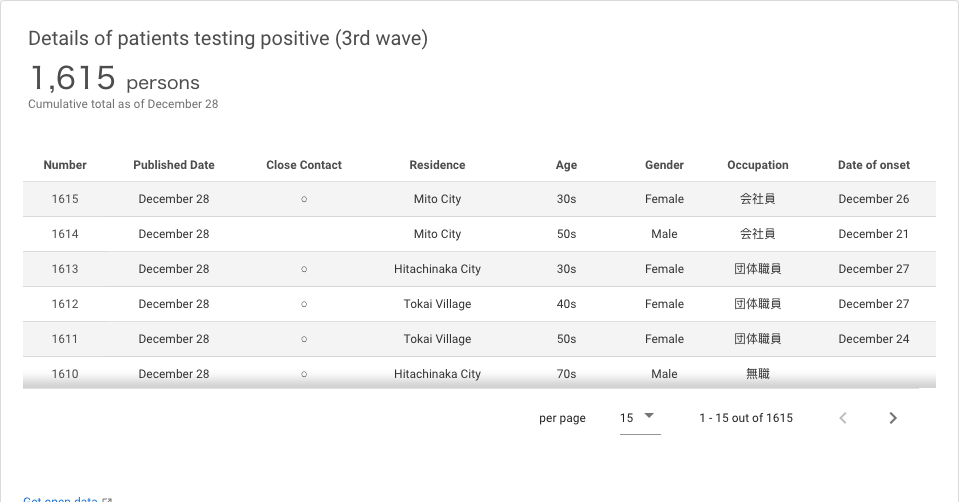 Details of patients testing positive (3rd wave)
1,615 persons
Cumulative total as of December 28
Number Published Date Close Contact Residence Age Gender Occupation Date of onset
1615 December 28 ○ Mito City 30s Female 会社員 December 26
1614 December 28 Mito City 50s Male 会社員 December 21
1613 December 28 ○ Hitachinaka City 30s Female 団体職員 December 27
1612 December 28 ○ Tokai Village 40s Female 団体職員 December 27
1611 December 28 ○ Tokai Village 50s Female 団体職員 December 24
1610 December 28 ○ Hitachinaka City 70s Male 無職
per page 15 1 - 15 out of 1615
Get open data